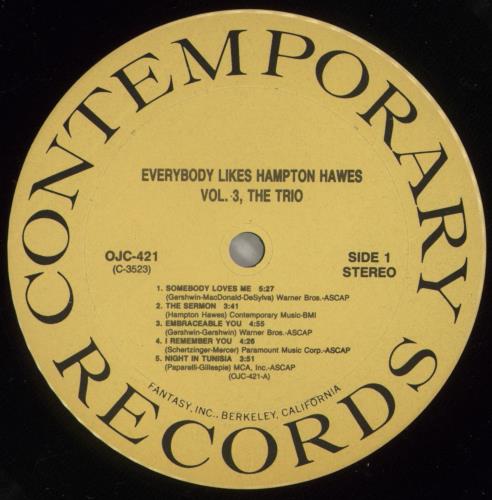 CONTEMPORARY RECORDS
EVERYBODY LIKES HAMPTON HAWES
VOL. 3, THE TRIO
OJC-421
(C-3523)
SIDE 1
STEREO
1. SOMEBODY LOVES ME 5:27
(Gershwin-MacDonald-DeSylva) Warner Bros.-ASCAP
2. THE SERMON 3:41
(Hampton Hawes) Contemporary Music-BMI
3. EMBRACEABLE YOU 4:55
(Gershwin-Gershwin) Warner Bros.-ASCAP
4. I REMEMBER YOU 4:26
(Schertzinger-Mercer) Paramount Music Corp.-ASCAP
5. NIGHT IN TUNISIA 3:51
(Paparelli-Gillespie) MCA, Inc.-ASCAP
(OJC-421-A)
FANTASY, INC., BERKELEY, CALIFORNIA